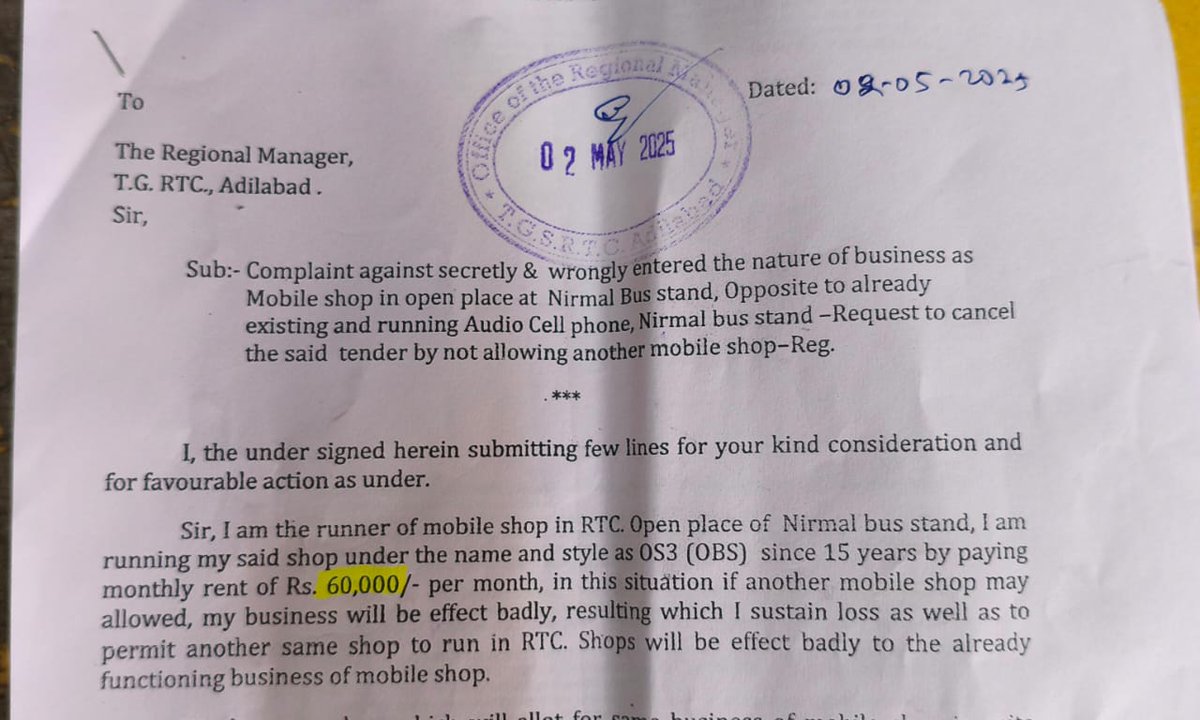 Office of the Regional Manager
02 MAY 2025
T.G.S.R.T.C. Adilabad
Dated: 02-05-2025
To
The Regional Manager,
T.G. RTC., Adilabad .
Sir,
Sub:- Complaint against secretly & wrongly entered the nature of business as
Mobile shop in open place at Nirmal Bus stand, Opposite to already
existing and running Audio Cell phone, Nirmal bus stand –Request to cancel
the said tender by not allowing another mobile shop–Reg.
.***
I, the under signed herein submitting few lines for your kind consideration and
for favourable action as under.
Sir, I am the runner of mobile shop in RTC. Open place of Nirmal bus stand, I am
running my said shop under the name and style as OS3 (OBS) since 15 years by paying
monthly rent of Rs. 60,000/- per month, in this situation if another mobile shop may
allowed, my business will be effect badly, resulting which I sustain loss as well as to
permit another same shop to run in RTC. Shops will be effect badly to the already
functioning business of mobile shop.